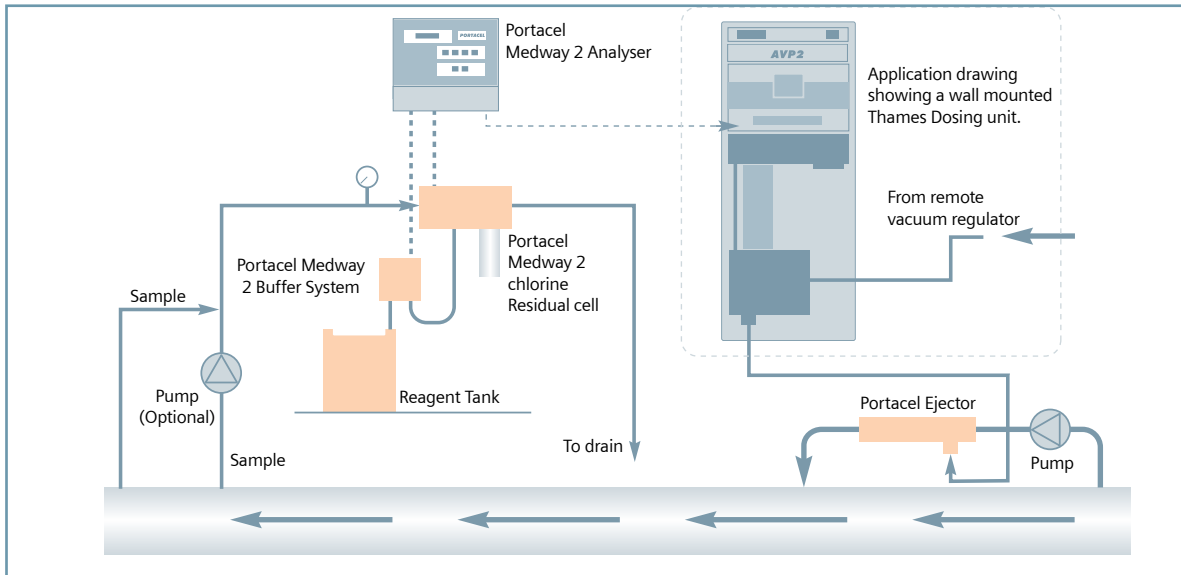 Portacel
Medway 2 Analyser
PORTACEL
AVP2
Application drawing
showing a wall mounted
Thames Dosing unit.
From remote
vacuum regulator
Portacel Medway
2 Buffer System
Portacel
Medway 2
chlorine
Residual cell
Sample
Pump
(Optional)
Reagent Tank
Sample
To drain
Portacel Ejector
Pump